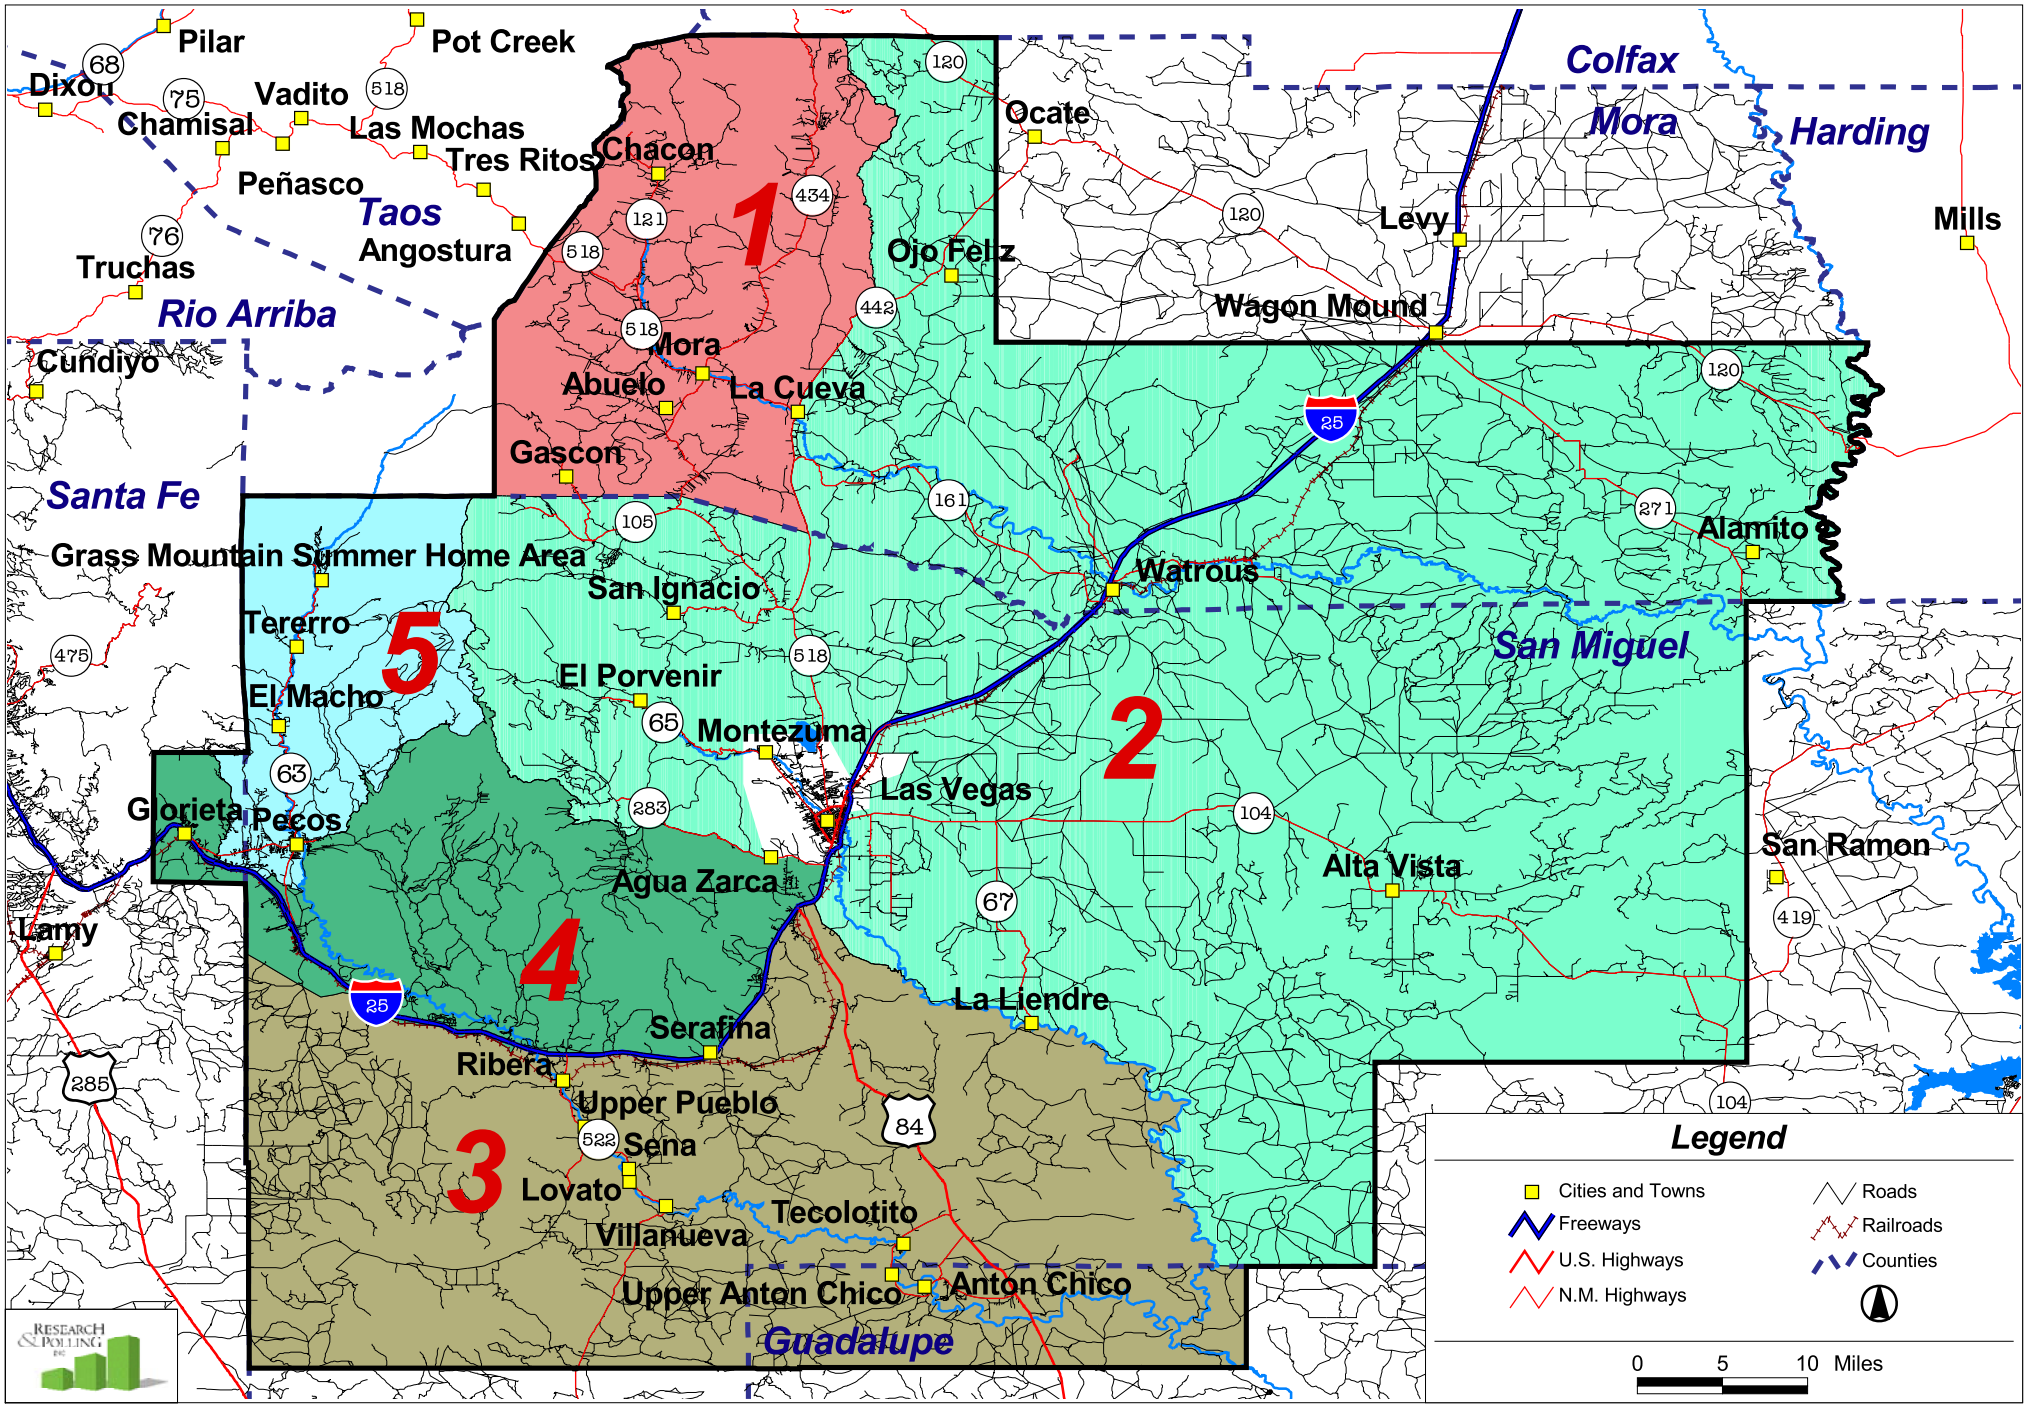 Pilar
Pot Creek
68
120
Colfax
Dixon
75
Vadito
518
Ocate
Mora
Harding
Chamisal
Las Mochas
Tres Ritos
Chacon
Peñasco
1
434
Taos
121
120
Levy
Mills
76
Angostura
518
Ojo Feliz
Truchas
442
Wagon Mound
Rio Arriba
518
Mora
Cundiyo
120
Abuelo
La Cueva
25
Gascon
Santa Fe
161
271
105
Alamito
Grass Mountain Summer Home Area
Watrous
San Ignacio
Tererro
5
475
518
San Miguel
El Porvenir
El Macho
65
Montezuma
2
63
Las Vegas
Glorieta
Pecos
283
104
San Ramon
Alta Vista
Agua Zarca
67
419
Lamy
4
25
La Liendre
Serafina
Ribera
285
Upper Pueblo
84
104
522
Sena
3
Lovato
Tecolotito
Villanueva
Upper Anton Chico
Anton Chico
Guadalupe
Legend
Cities and Towns
Roads
Freeways
Railroads
U.S. Highways
Counties
N.M. Highways
0 5 10 Miles
RESEARCH
& POLLING
INC